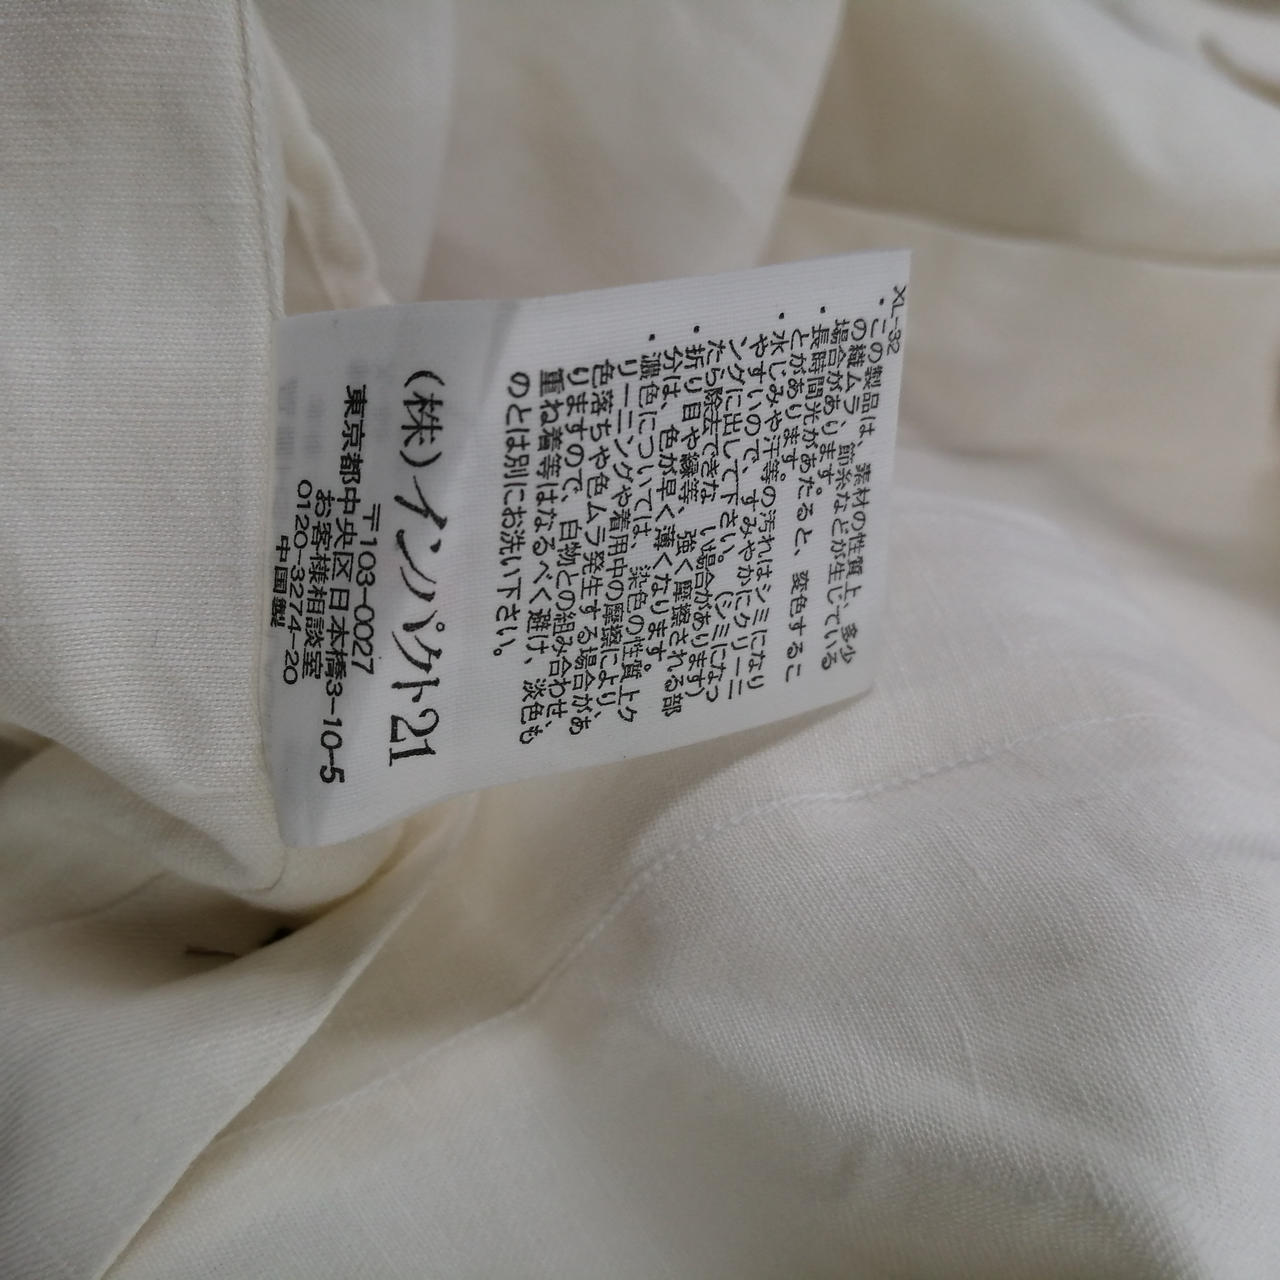 XL-32
・この製品は、素材の性質上、多少
の織ムラ、節糸などが生じている
場合があります。
・長時間光があたると、変色するこ
とがあります。
・水じみや汗等の汚れはシミになり
やすいので、すみやかにクリーニ
ングに出して下さい。(シミになっ
たら除去できない場合があります)
・折り目や縁等、強く摩擦される部
分は、色が早く薄くなります。
・濃色については、染色の性質上ク
リーニングや着用中の摩擦により、
色落ちや色ムラ発生する場合があ
りますので、白物との組み合わせ、
重ね着等はなるべく避け、淡色も
のとは別にお洗い下さい。
(株)インパクト21
〒103-0027
東京都中央区日本橋3-10-5
お客様相談室
0120-3274-20
中国製